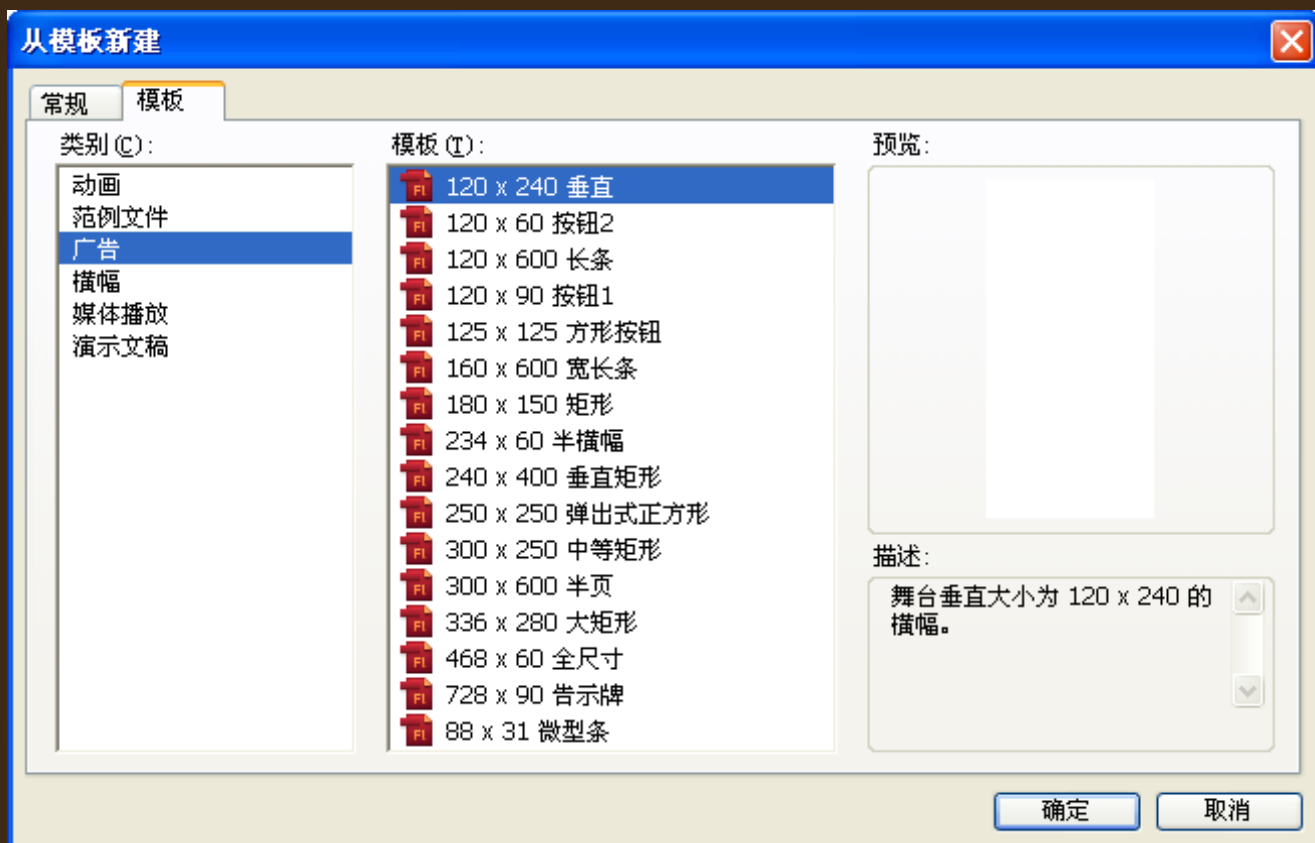 从模板新建
常规
模板
类别(C):
动画
范例文件
广告
横幅
媒体播放
演示文稿
模板(T):
120 x 240 垂直
120 x 60 按钮2
120 x 600 长条
120 x 90 按钮1
125 x 125 方形按钮
160 x 600 宽长条
180 x 150 矩形
234 x 60 半横幅
240 x 400 垂直矩形
250 x 250 弹出式正方形
300 x 250 中等矩形
300 x 600 半页
336 x 280 大矩形
468 x 60 全尺寸
728 x 90 告示牌
88 x 31 微型条
预览:
描述:
舞台垂直大小为 120 x 240 的
横幅。
确定
取消